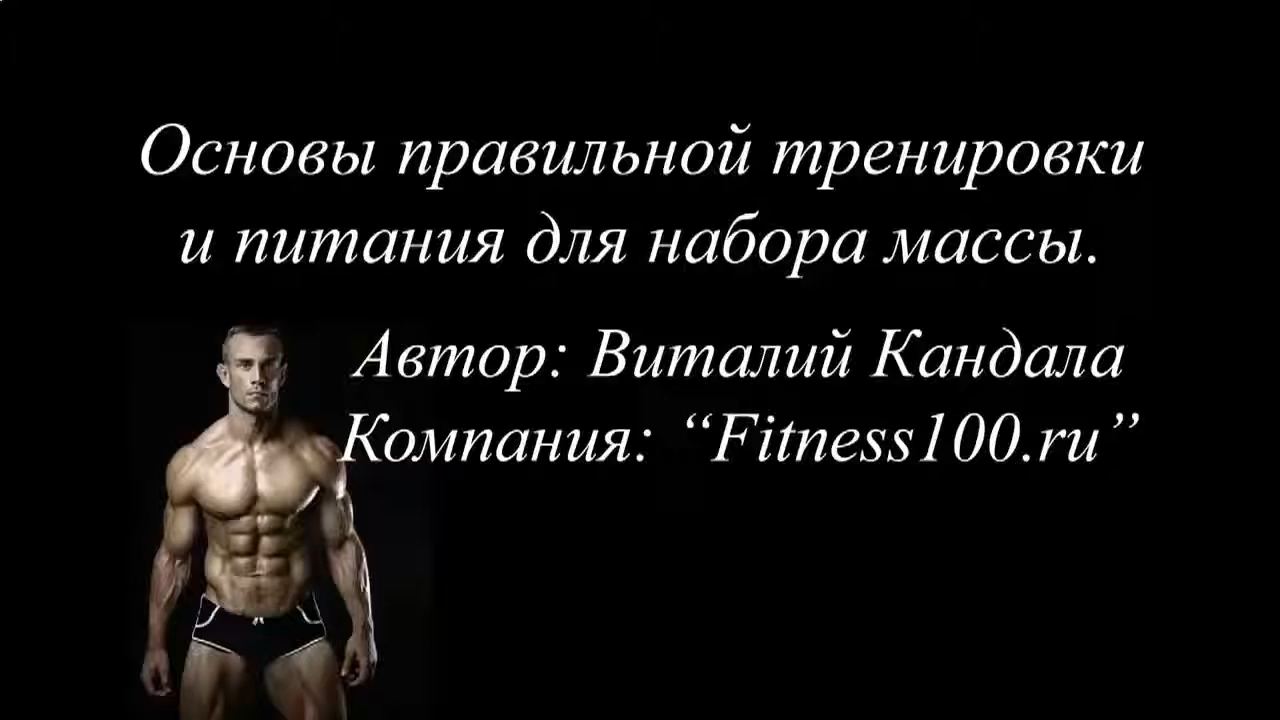 Основы правильной тренировки
и питания для набора массы.
Автор: Виталий Кандала
Компания: “Fitness100.ru”